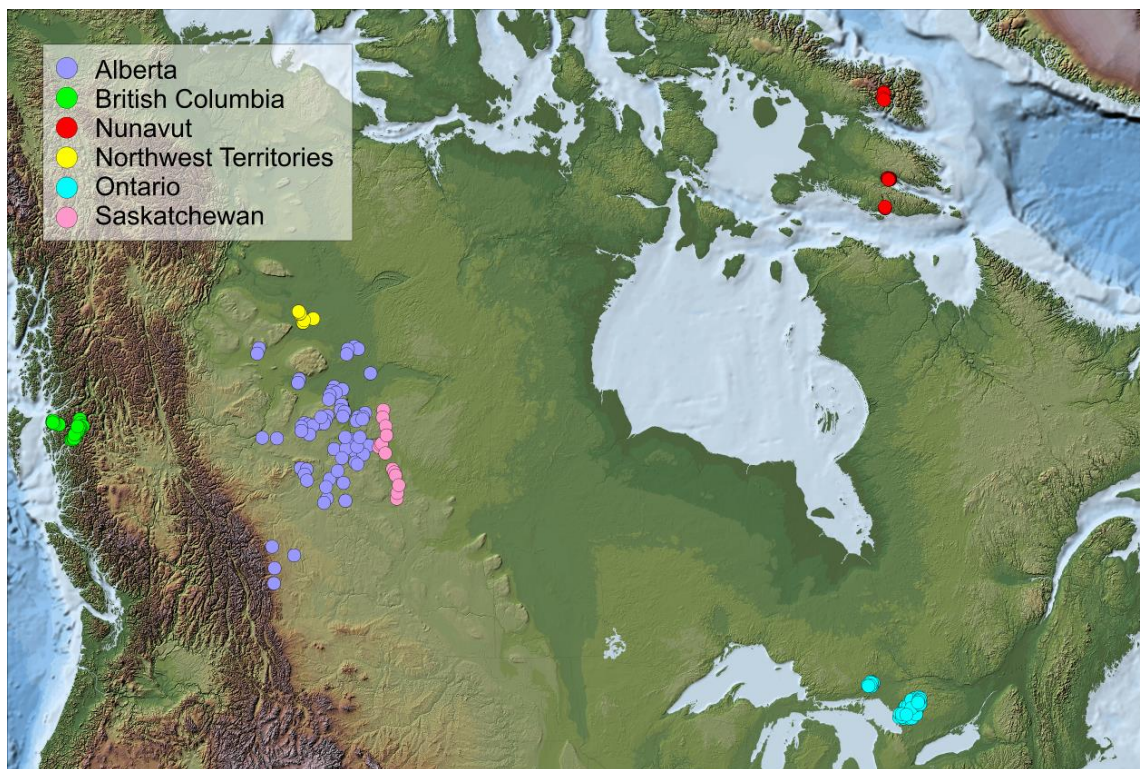 Alberta
British Columbia
Nunavut
Northwest Territories
Ontario
Saskatchewan